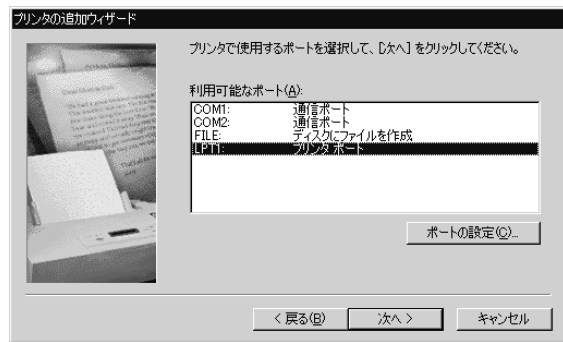 プリンタの追加ウィザード
プリンタで使用するポートを選択して、[次へ] をクリックしてください。
利用可能なポート(A):
COM1: 通信ポート
COM2: 通信ポート
FILE: ディスクにファイルを作成
LPT1: プリンタ ポート
ポートの設定(C)...
< 戻る(B)
次へ >
キャンセル